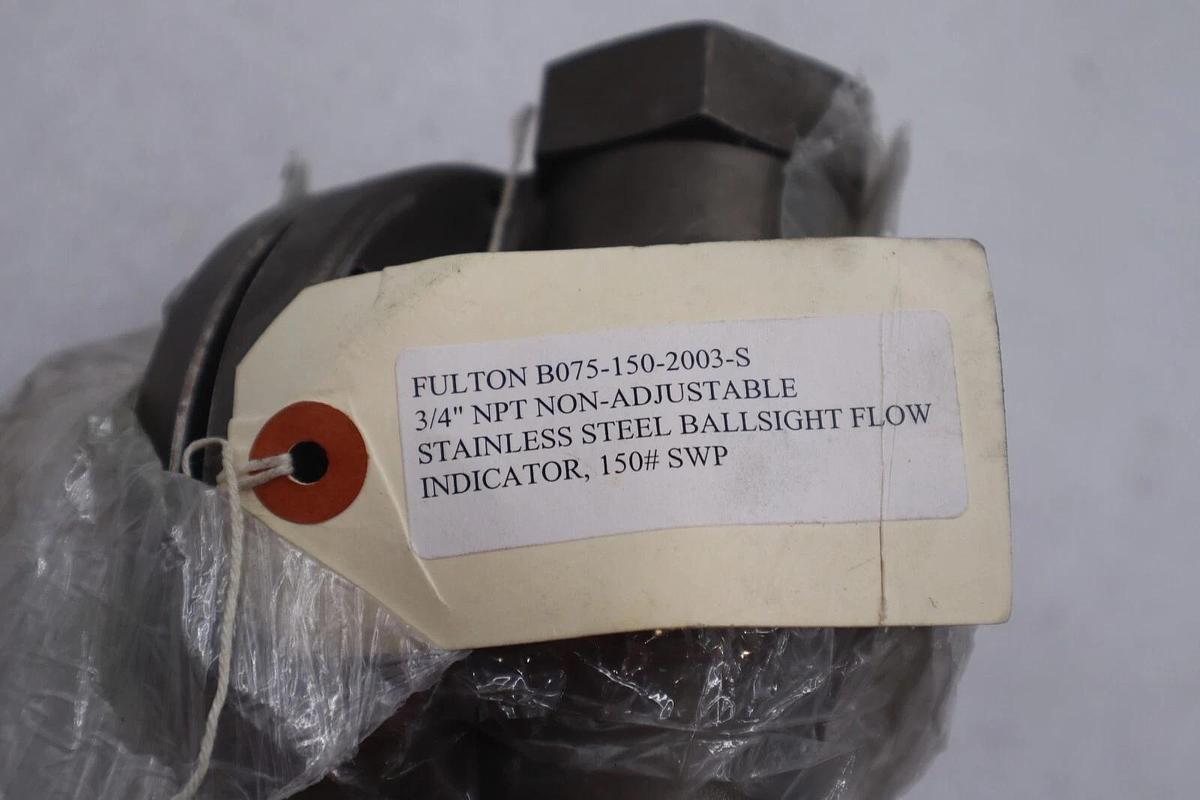 FULTON B075-150-2003-S
3/4" NPT NON-ADJUSTABLE
STAINLESS STEEL BALLSIGHT FLOW
INDICATOR, 150# SWP